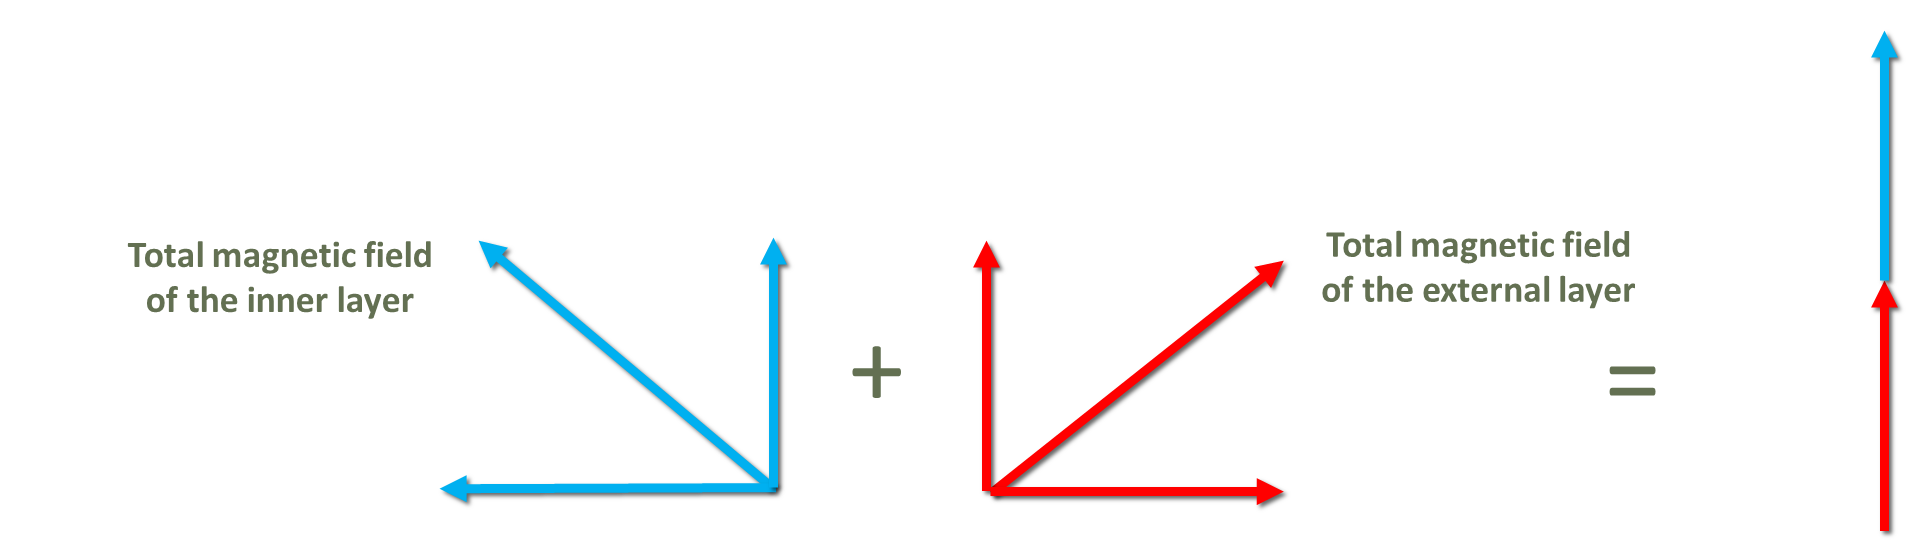 Total magnetic field
of the inner layer
+
Total magnetic field
of the external layer
=